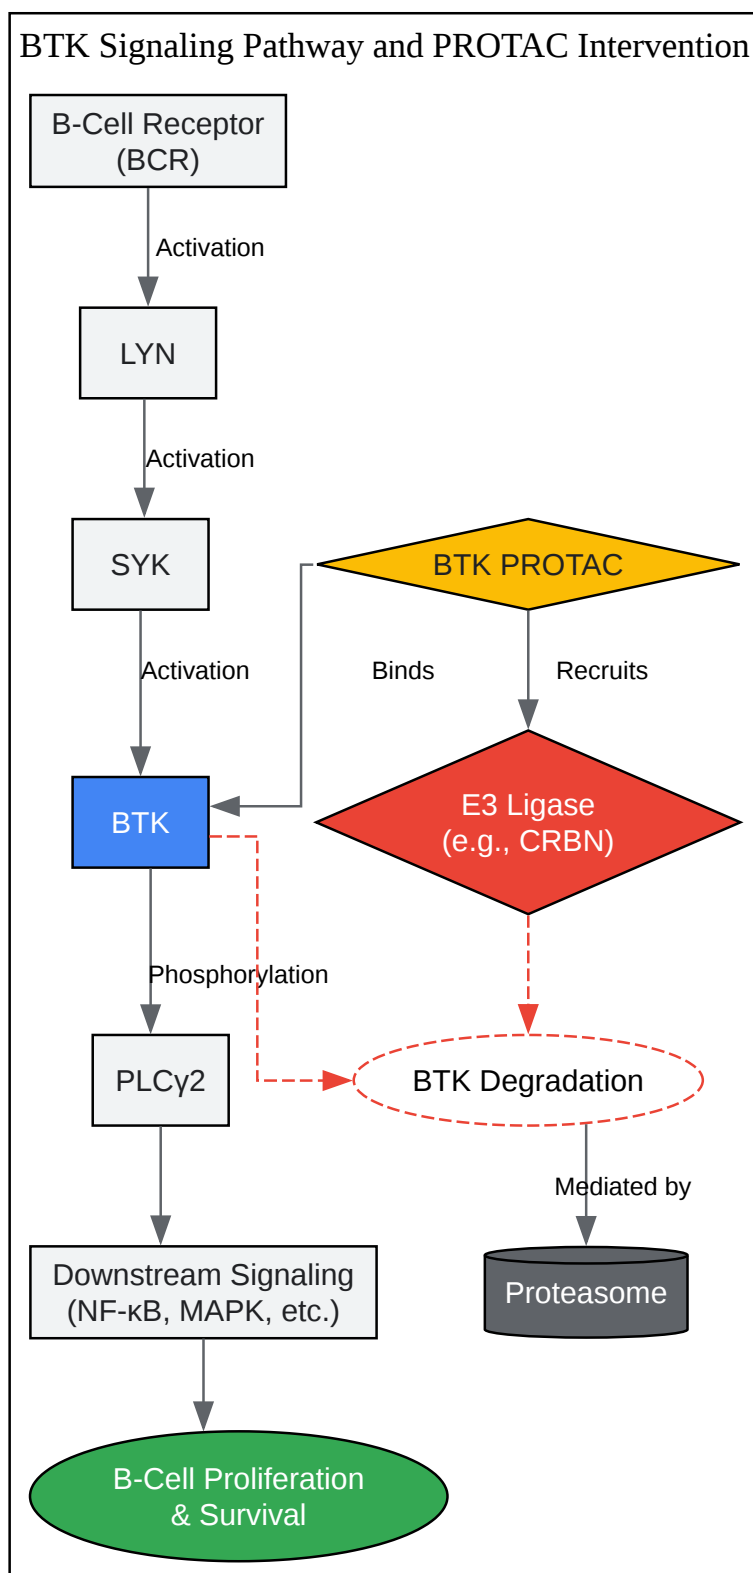 BTK Signaling Pathway and PROTAC Intervention
B-Cell Receptor
(BCR)
Activation
LYN
Activation
SYK
BTK PROTAC
Activation
Binds
Recruits
BTK
E3 Ligase
(e.g., CRBN)
Phosphorylation
PLCγ2
BTK Degradation
Mediated by
Downstream Signaling
(NF-κB, MAPK, etc.)
Proteasome
B-Cell Proliferation
& Survival